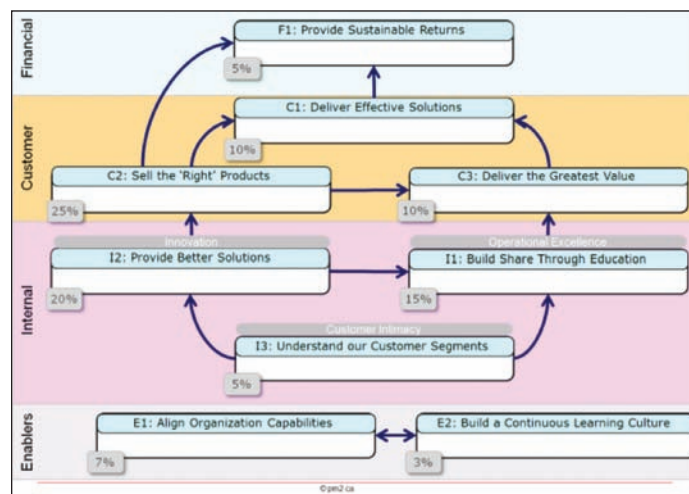 Financial
F1: Provide Sustainable Returns
5%
Customer
C1: Deliver Effective Solutions
10%
C2: Sell the 'Right' Products
25%
C3: Deliver the Greatest Value
10%
Internal
Innovation
I2: Provide Better Solutions
20%
Operational Excellence
I1: Build Share Through Education
15%
Customer Intimacy
I3: Understand our Customer Segments
5%
Enablers
E1: Align Organization Capabilities
7%
E2: Build a Continuous Learning Culture
3%
©pm2.ca